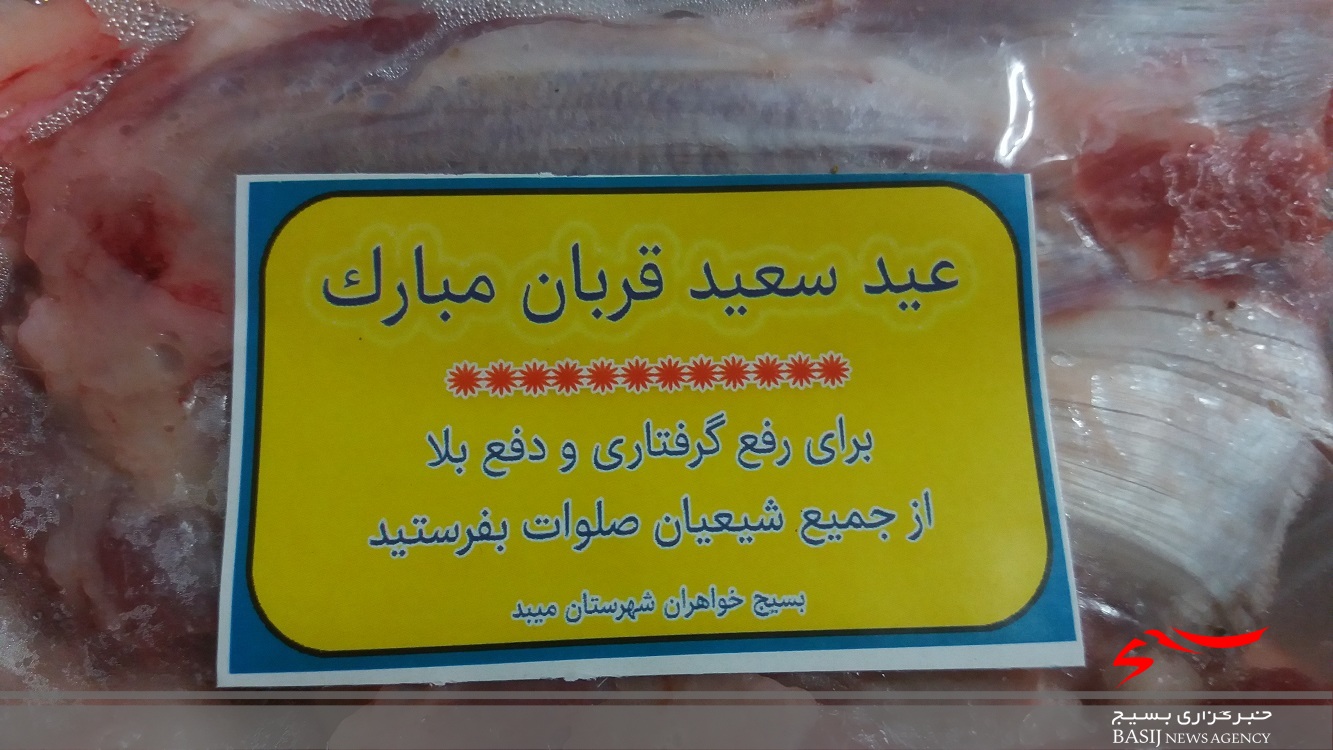 عید سعید قربان مبارك
برای رفع گرفتاری و دفع بلا
از جمیع شیعیان صلوات بفرستید
بسیج خواهران شهرستان میبد
بسیج
خبرگزاری بسیج
BASIJ NEWS AGENCY